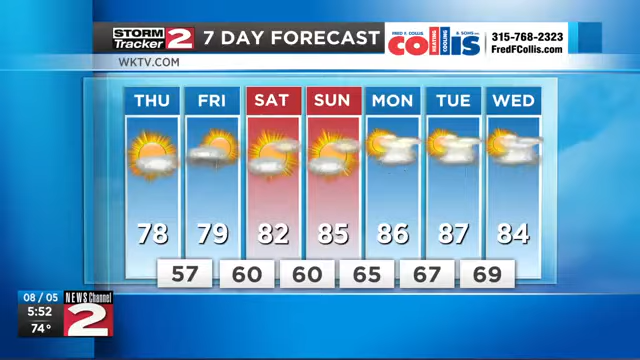 STORM
Tracker 2
7 DAY FORECAST
FRED F. COLLIS & SONS
collis
HEATING
COOLING
315-768-2323
FredFCollis.com
WKTV.COM
THU FRI SAT SUN MON TUE WED
78 79 82 85 86 87 84
57 60 60 65 67 69
08 / 05
5:52
74°
NEWS Channel
2